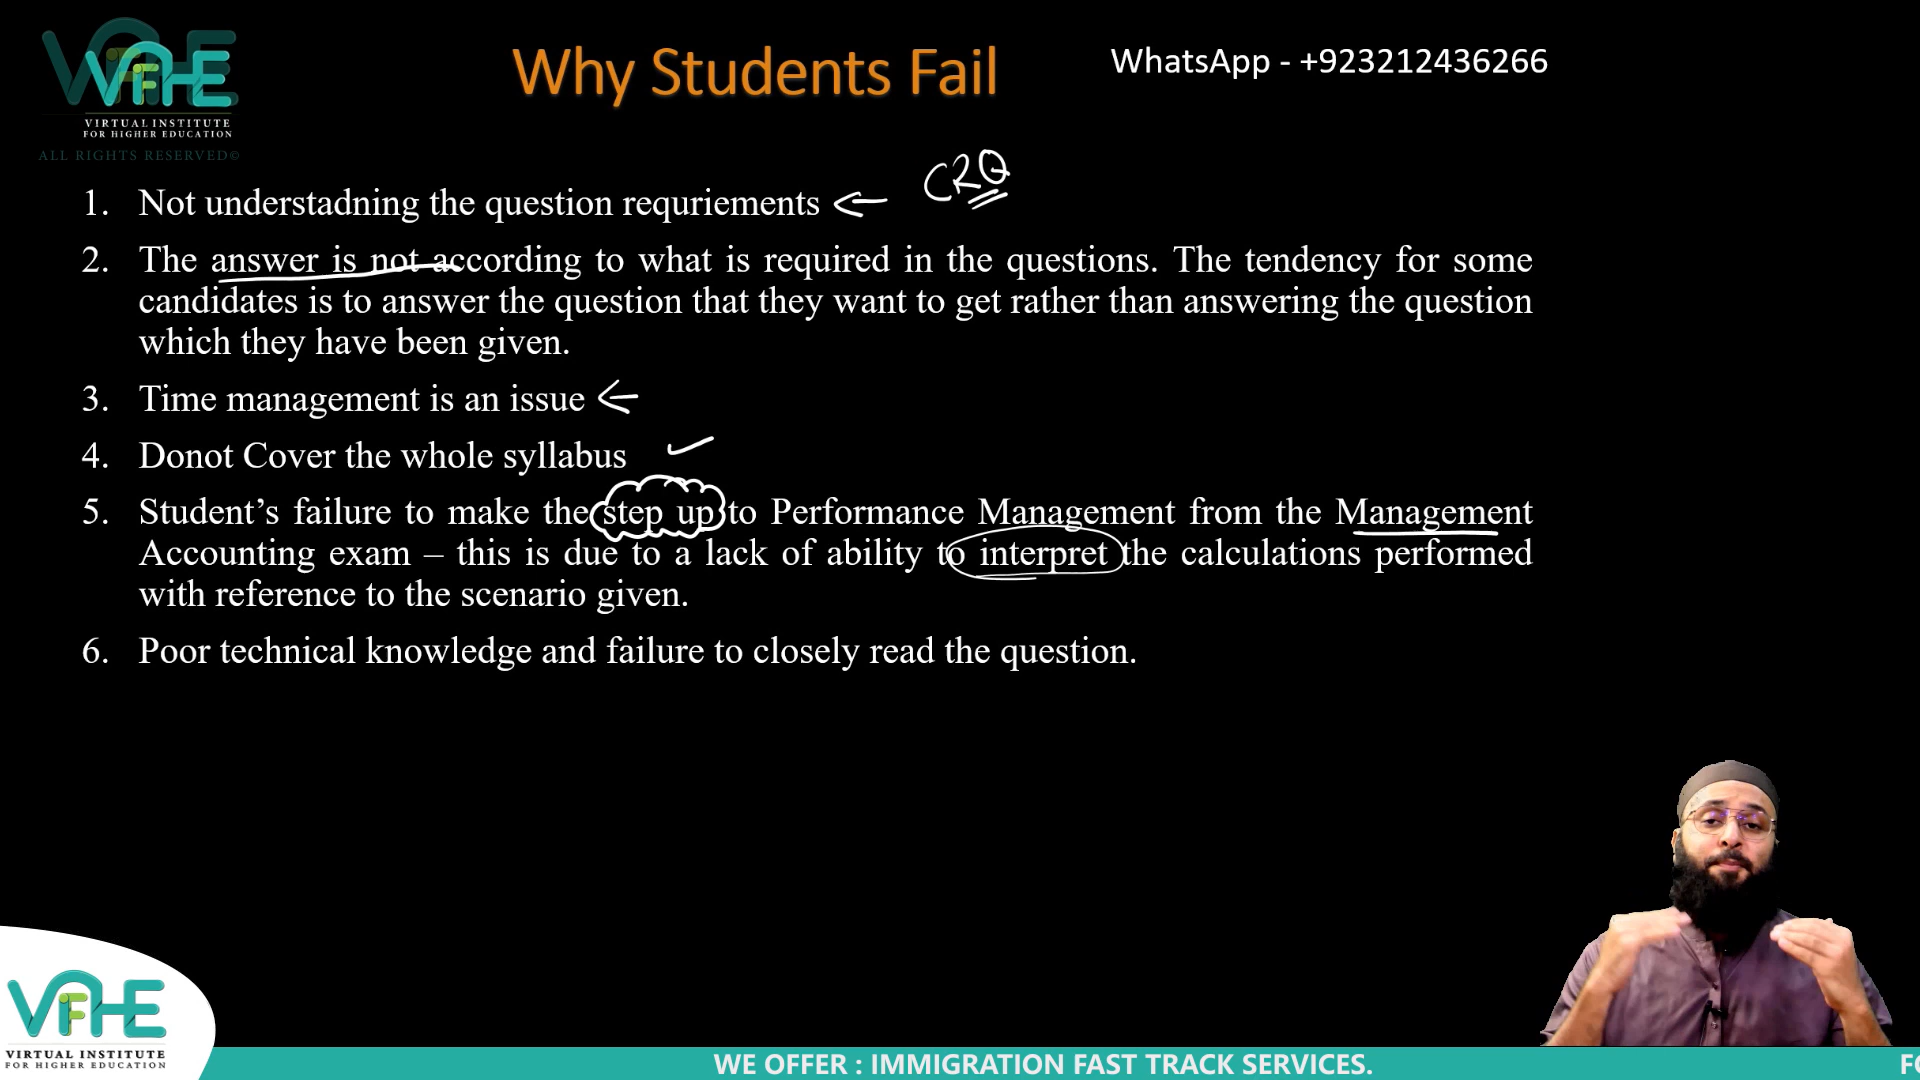 VIFHE
VIRTUAL INSTITUTE
FOR HIGHER EDUCATION
ALL RIGHTS RESERVED©
Why Students Fail
WhatsApp - +923212436266
CRQ
1. Not understadning the question requriements
2. The answer is not according to what is required in the questions. The tendency for some
candidates is to answer the question that they want to get rather than answering the question
which they have been given.
3. Time management is an issue
4. Donot Cover the whole syllabus
5. Student’s failure to make the step up to Performance Management from the Management
Accounting exam – this is due to a lack of ability to interpret the calculations performed
with reference to the scenario given.
6. Poor technical knowledge and failure to closely read the question.
VIFHE
VIRTUAL INSTITUTE
FOR HIGHER EDUCATION
WE OFFER : IMMIGRATION FAST TRACK SERVICES.